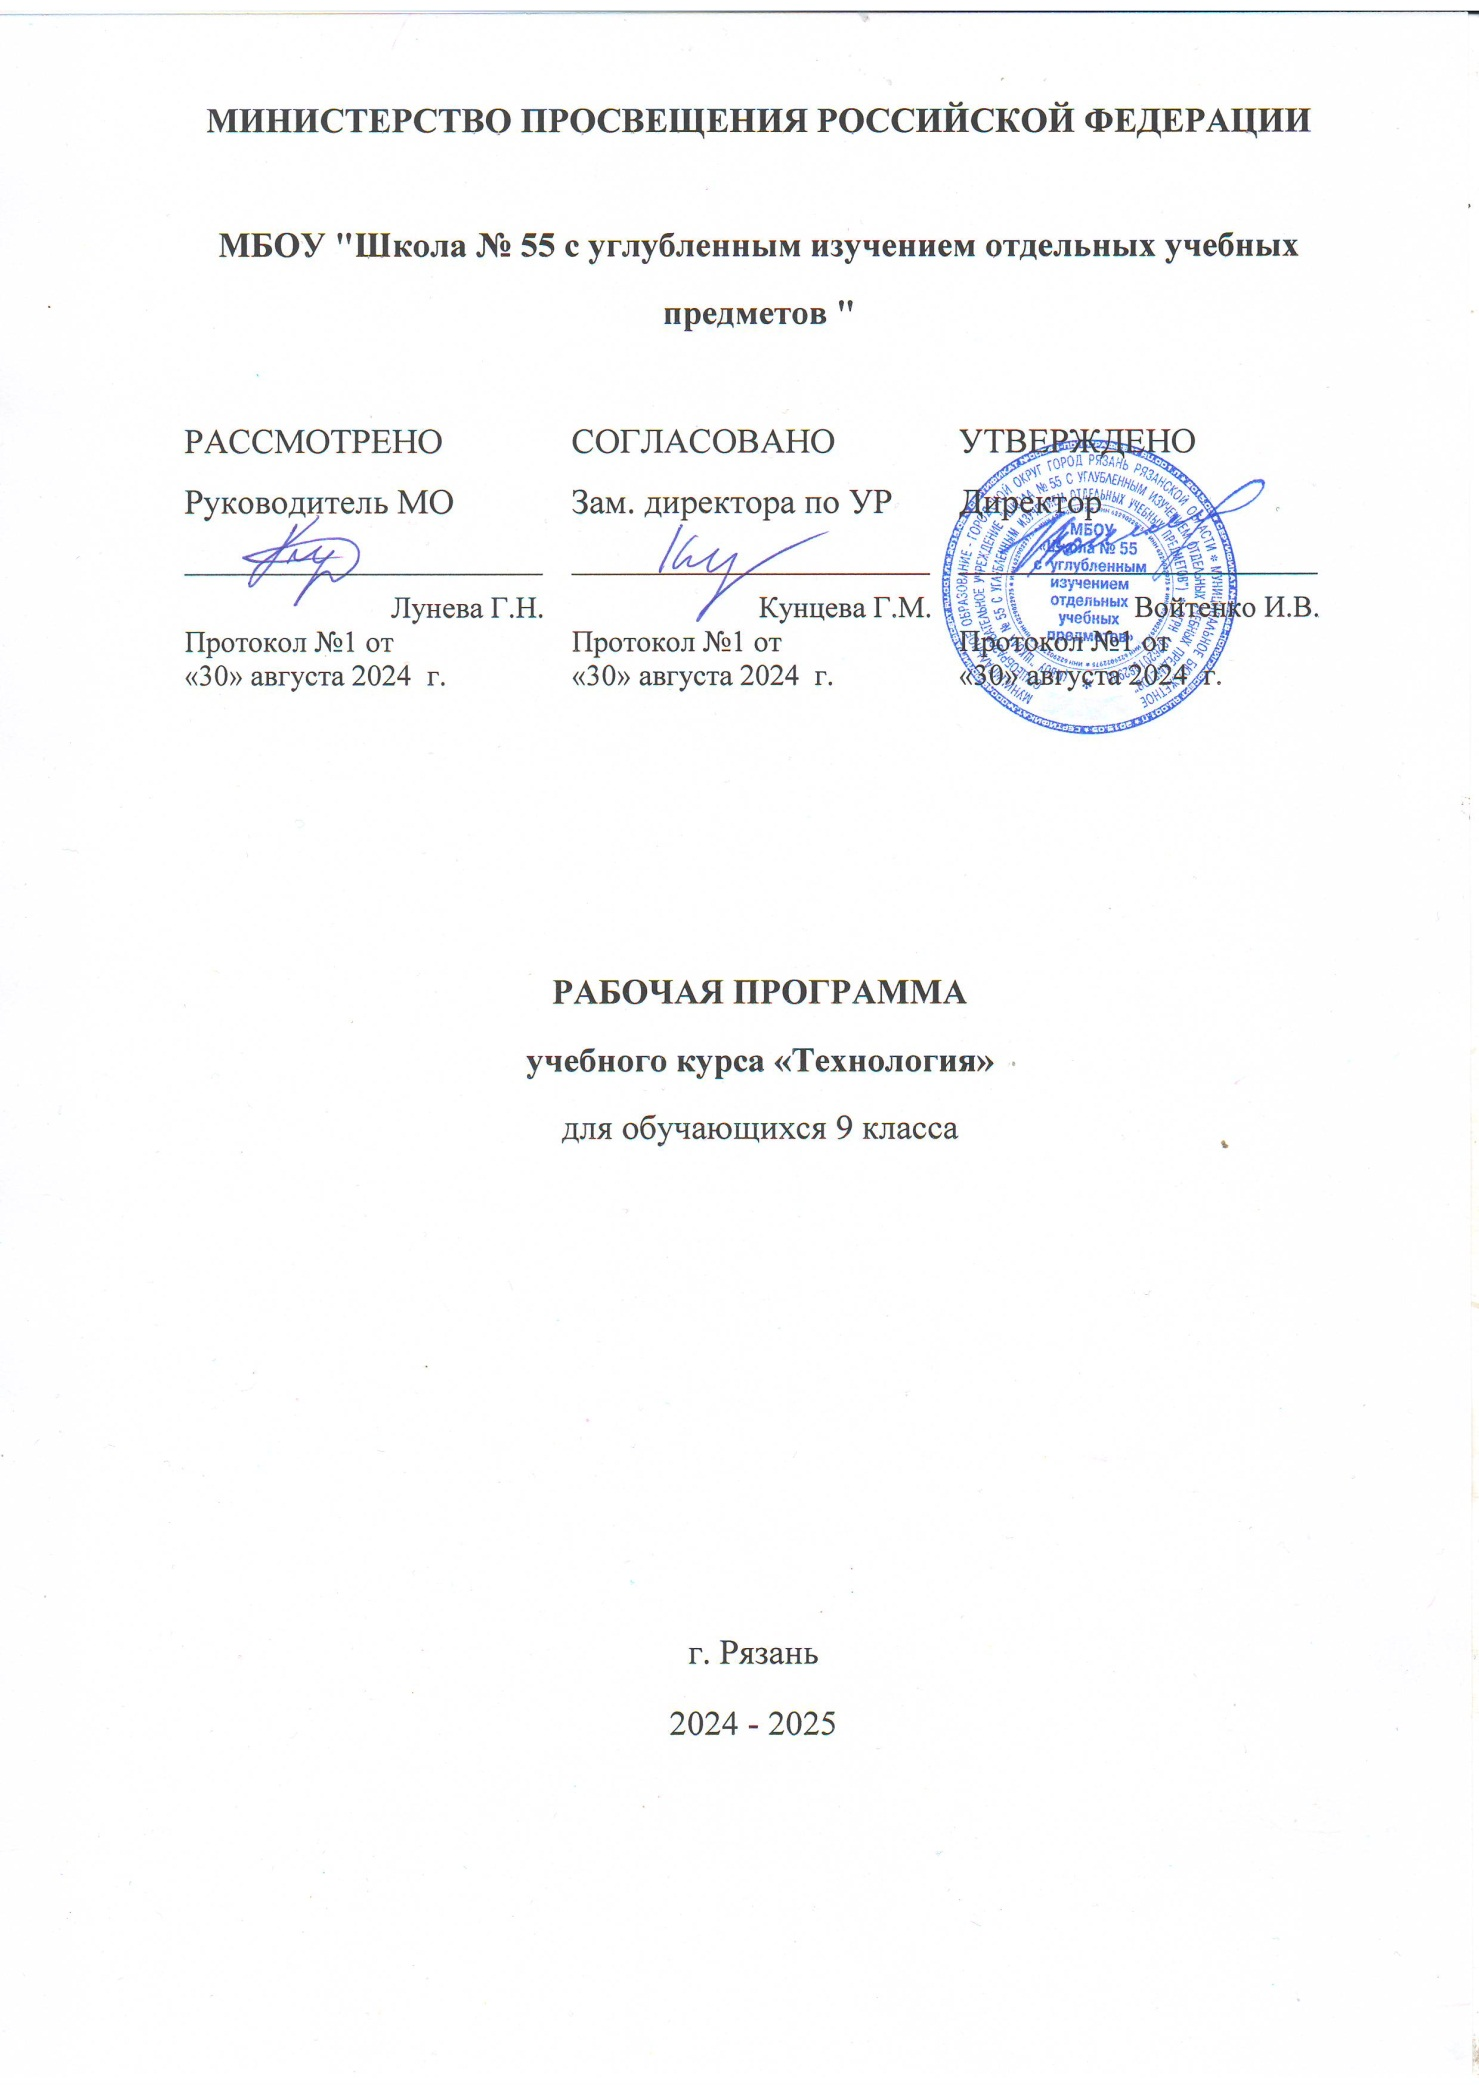 МИНИСТЕРСТВО ПРОСВЕЩЕНИЯ РОССИЙСКОЙ ФЕДЕРАЦИИ
МБОУ "Школа № 55 с углубленным изучением отдельных учебных
предметов "
РАССМОТРЕНО
Руководитель МО
Лунева Г.Н.
Протокол №1 от
«30» августа 2024 г.
СОГЛАСОВАНО
Зам. директора по УР
Кунцева Г.М.
Протокол №1 от
«30» августа 2024 г.
УТВЕРЖДЕНО
Директор
Войтенко И.В.
Протокол №1 от
«30» августа 2024 г.
МБОУ
«Школа № 55
с углубленным
изучением
отдельных
учебных
предметов»
РАБОЧАЯ ПРОГРАММА
учебного курса «Технология»
для обучающихся 9 класса
г. Рязань
2024 - 2025